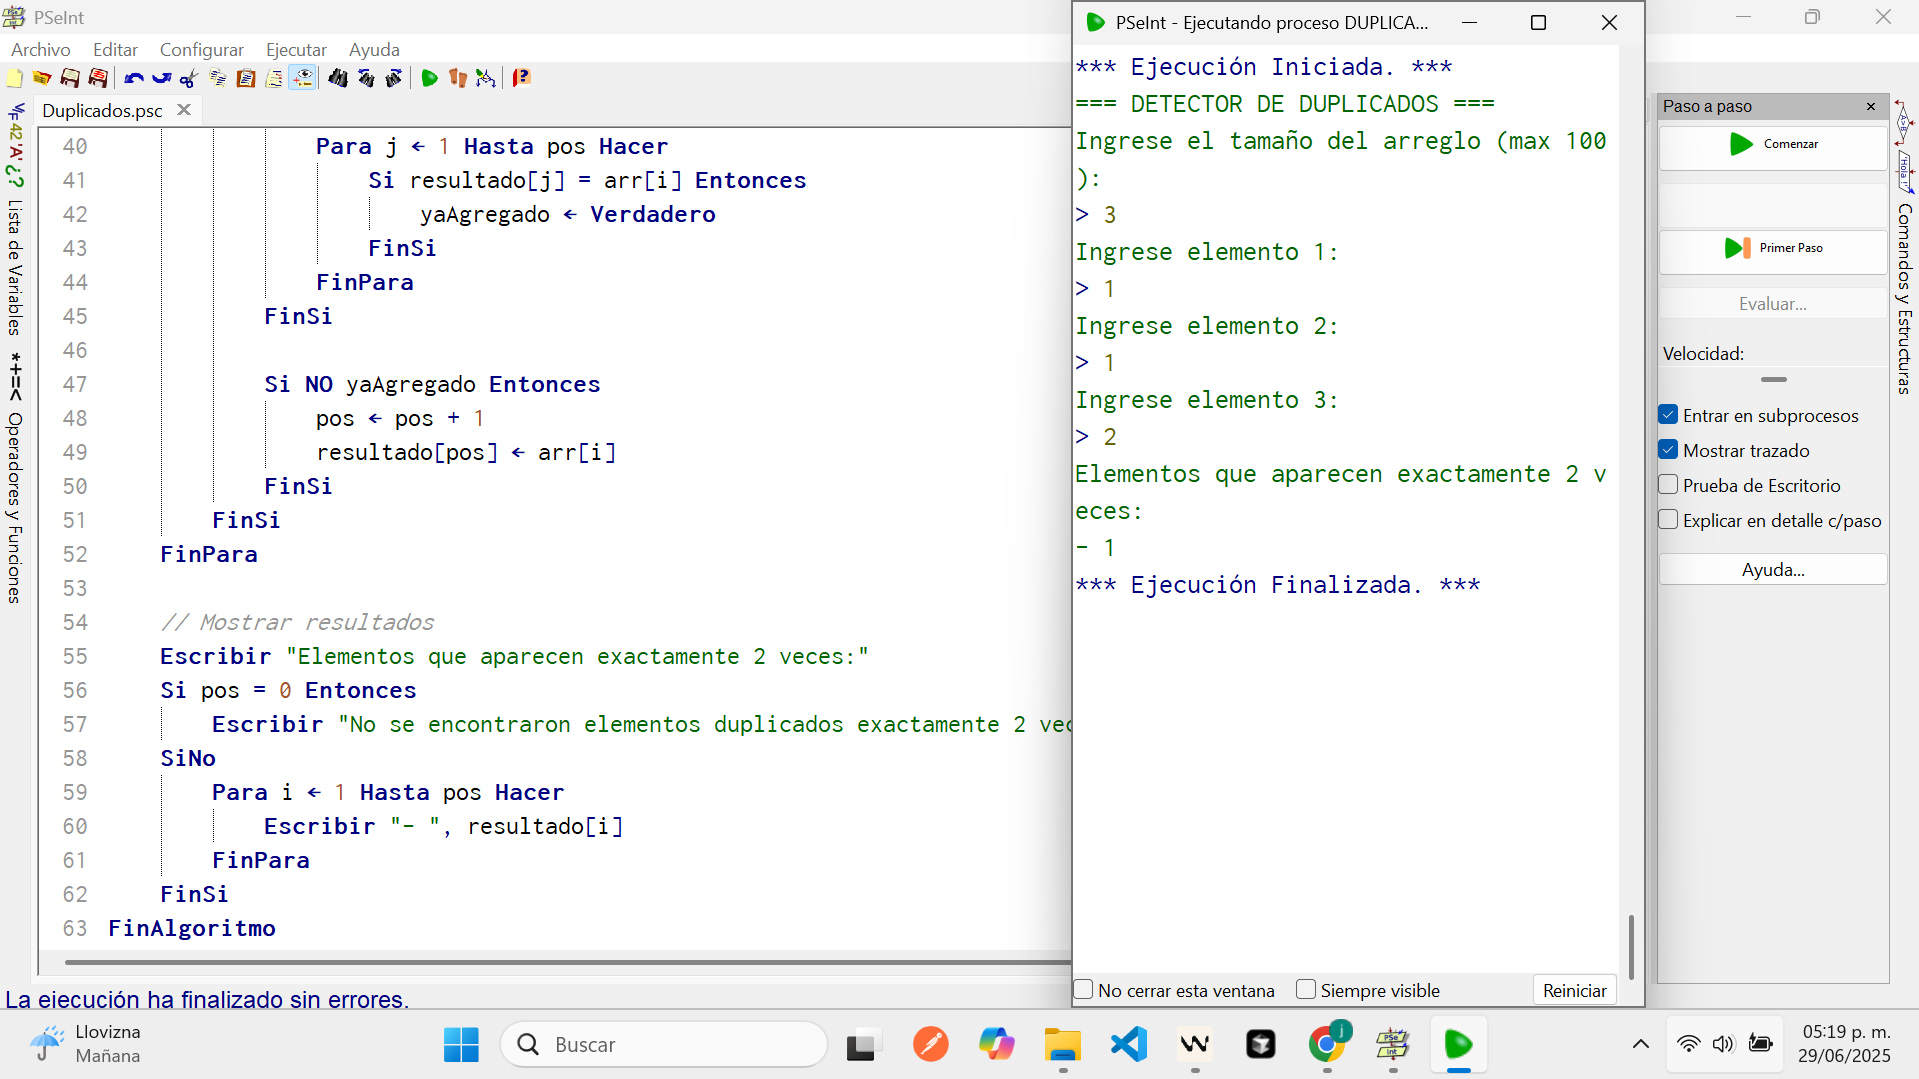 PSeInt
Archivo Editar Configurar Ejecutar Ayuda
Duplicados.psc
40 Para j ← 1 Hasta pos Hacer
41 Si resultado[j] = arr[i] Entonces
42 yaAgregado ← Verdadero
43 FinSi
44 FinPara
45 FinSi
46
47 Si NO yaAgregado Entonces
48 pos ← pos + 1
49 resultado[pos] ← arr[i]
50 FinSi
51 FinSi
52 FinPara
53
54 // Mostrar resultados
55 Escribir "Elementos que aparecen exactamente 2 veces:"
56 Si pos = 0 Entonces
57 Escribir "No se encontraron elementos duplicados exactamente 2 vec
58 SiNo
59 Para i ← 1 Hasta pos Hacer
60 Escribir "- ", resultado[i]
61 FinPara
62 FinSi
63 FinAlgoritmo
Lista de Variables
*+=< Operadores y Funciones
La ejecución ha finalizado sin errores.
PSeInt - Ejecutando proceso DUPLICA...
*** Ejecución Iniciada. ***
=== DETECTOR DE DUPLICADOS ===
Ingrese el tamaño del arreglo (max 100
):
> 3
Ingrese elemento 1:
> 1
Ingrese elemento 2:
> 1
Ingrese elemento 3:
> 2
Elementos que aparecen exactamente 2 v
eces:
- 1
*** Ejecución Finalizada. ***
No cerrar esta ventana Siempre visible Reiniciar
Paso a paso
Comenzar
Primer Paso
Evaluar...
Velocidad:
Entrar en subprocesos
Mostrar trazado
Prueba de Escritorio
Explicar en detalle c/paso
Ayuda...
Comandos y Estructuras
Llovizna
Mañana
Buscar
05:19 p. m.
29/06/2025